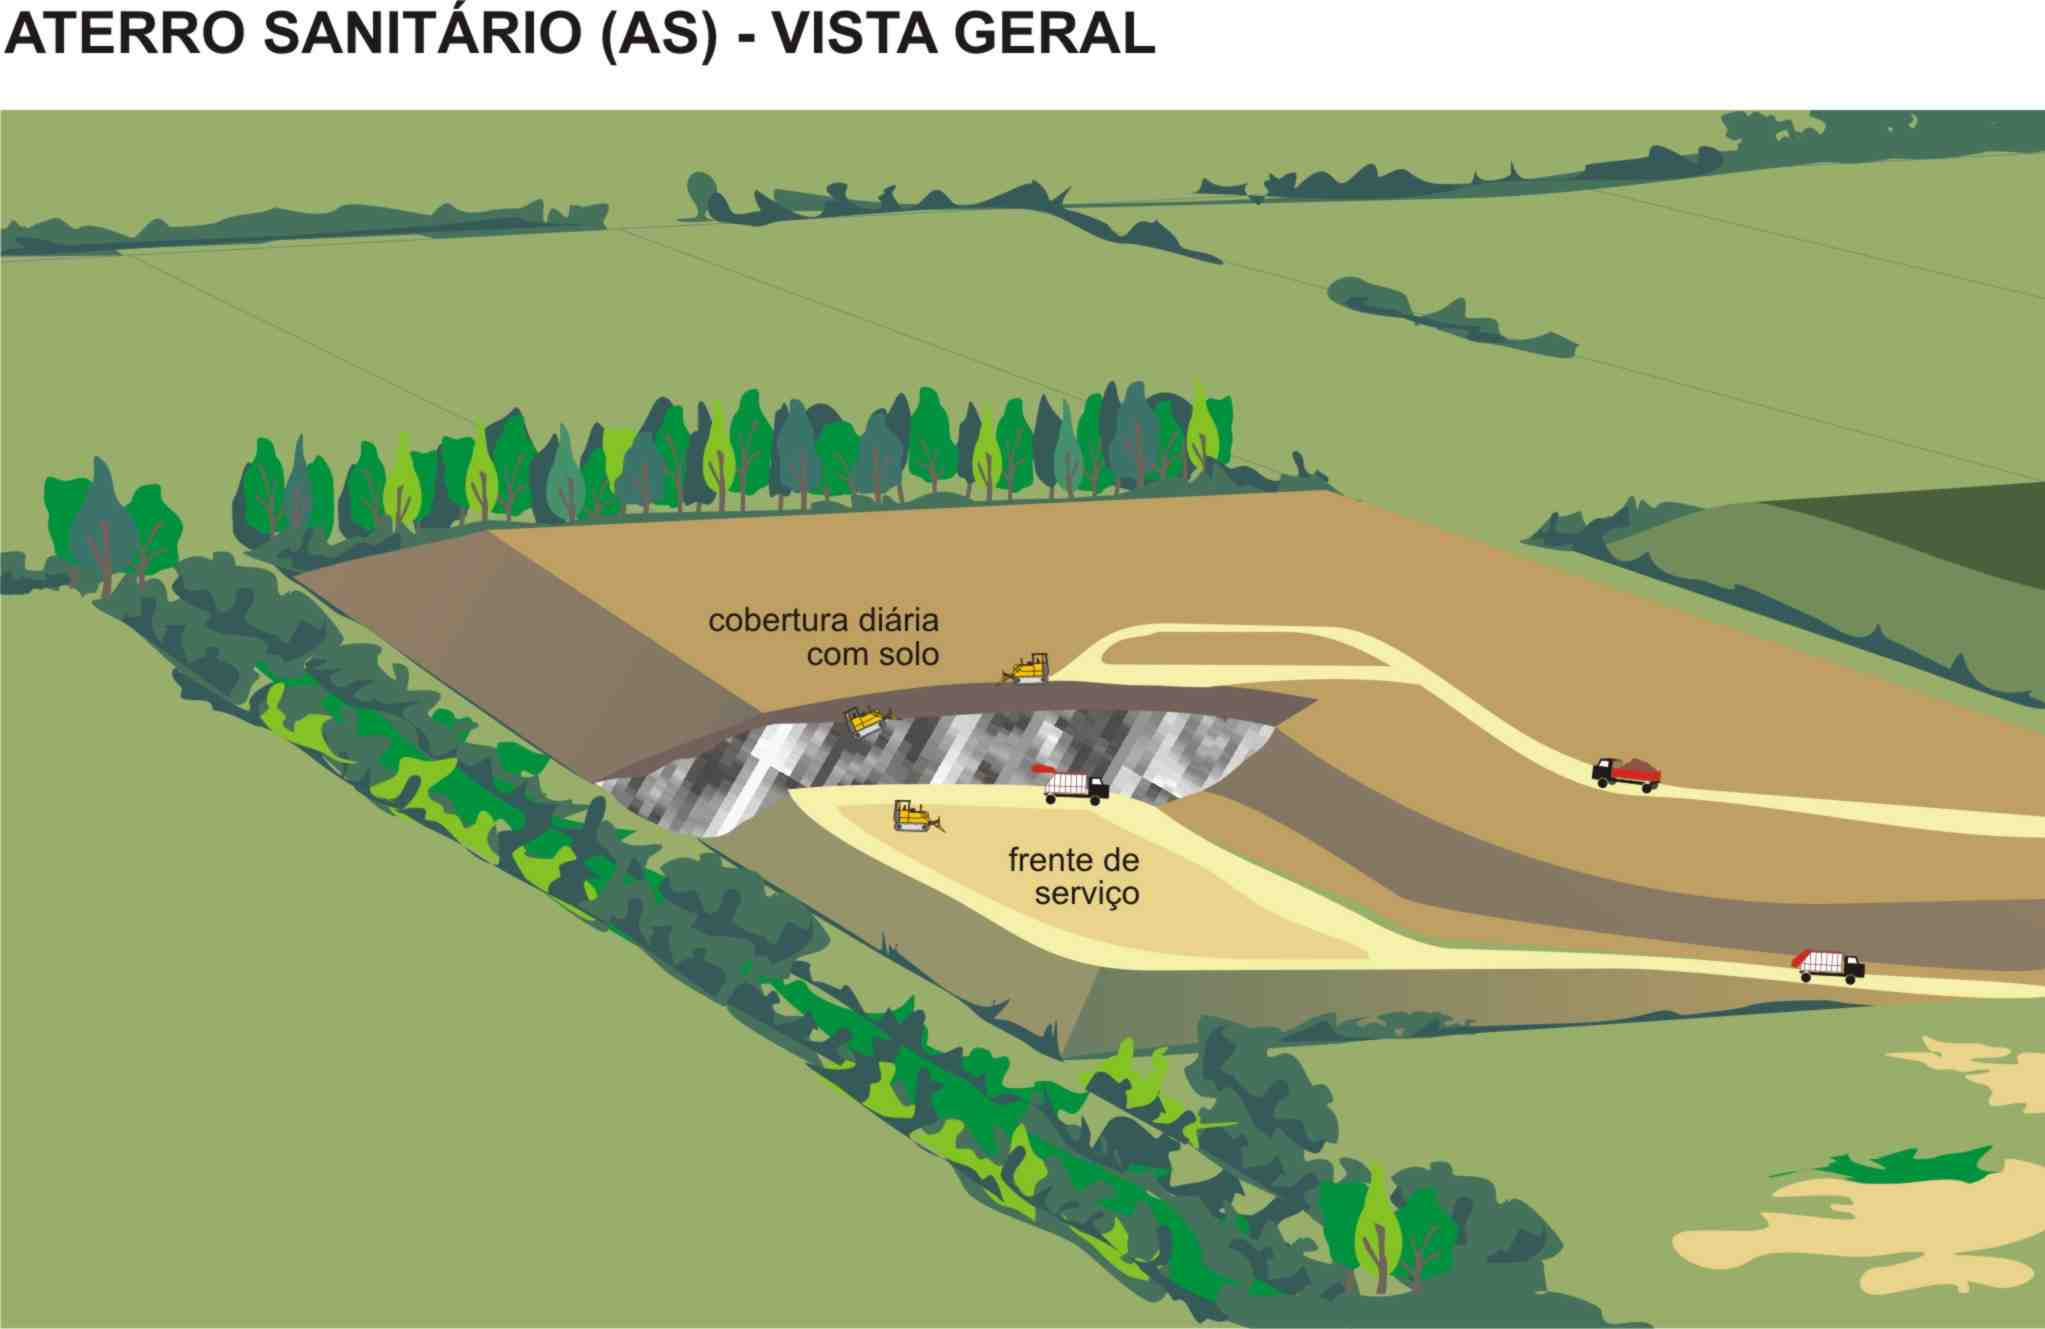 ATERRO SANITÁRIO (AS) - VISTA GERAL
cobertura diária
com solo
frente de
serviço